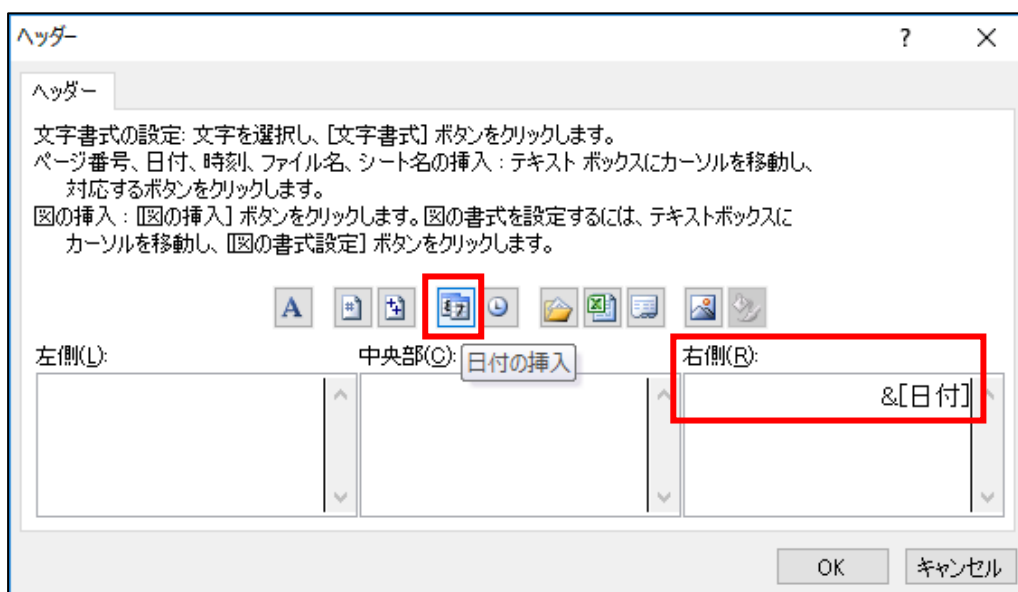 ヘッダー
?
×
ヘッダー
文字書式の設定: 文字を選択し、[文字書式] ボタンをクリックします。
ページ番号、日付、時刻、ファイル名、シート名の挿入 : テキスト ボックスにカーソルを移動し、
対応するボタンをクリックします。
図の挿入 : [図の挿入] ボタンをクリックします。図の書式を設定するには、テキストボックスに
カーソルを移動し、[図の書式設定] ボタンをクリックします。
A
左側(L):
中央部(C):
日付の挿入
右側(R):
&[日付]
OK
キャンセル